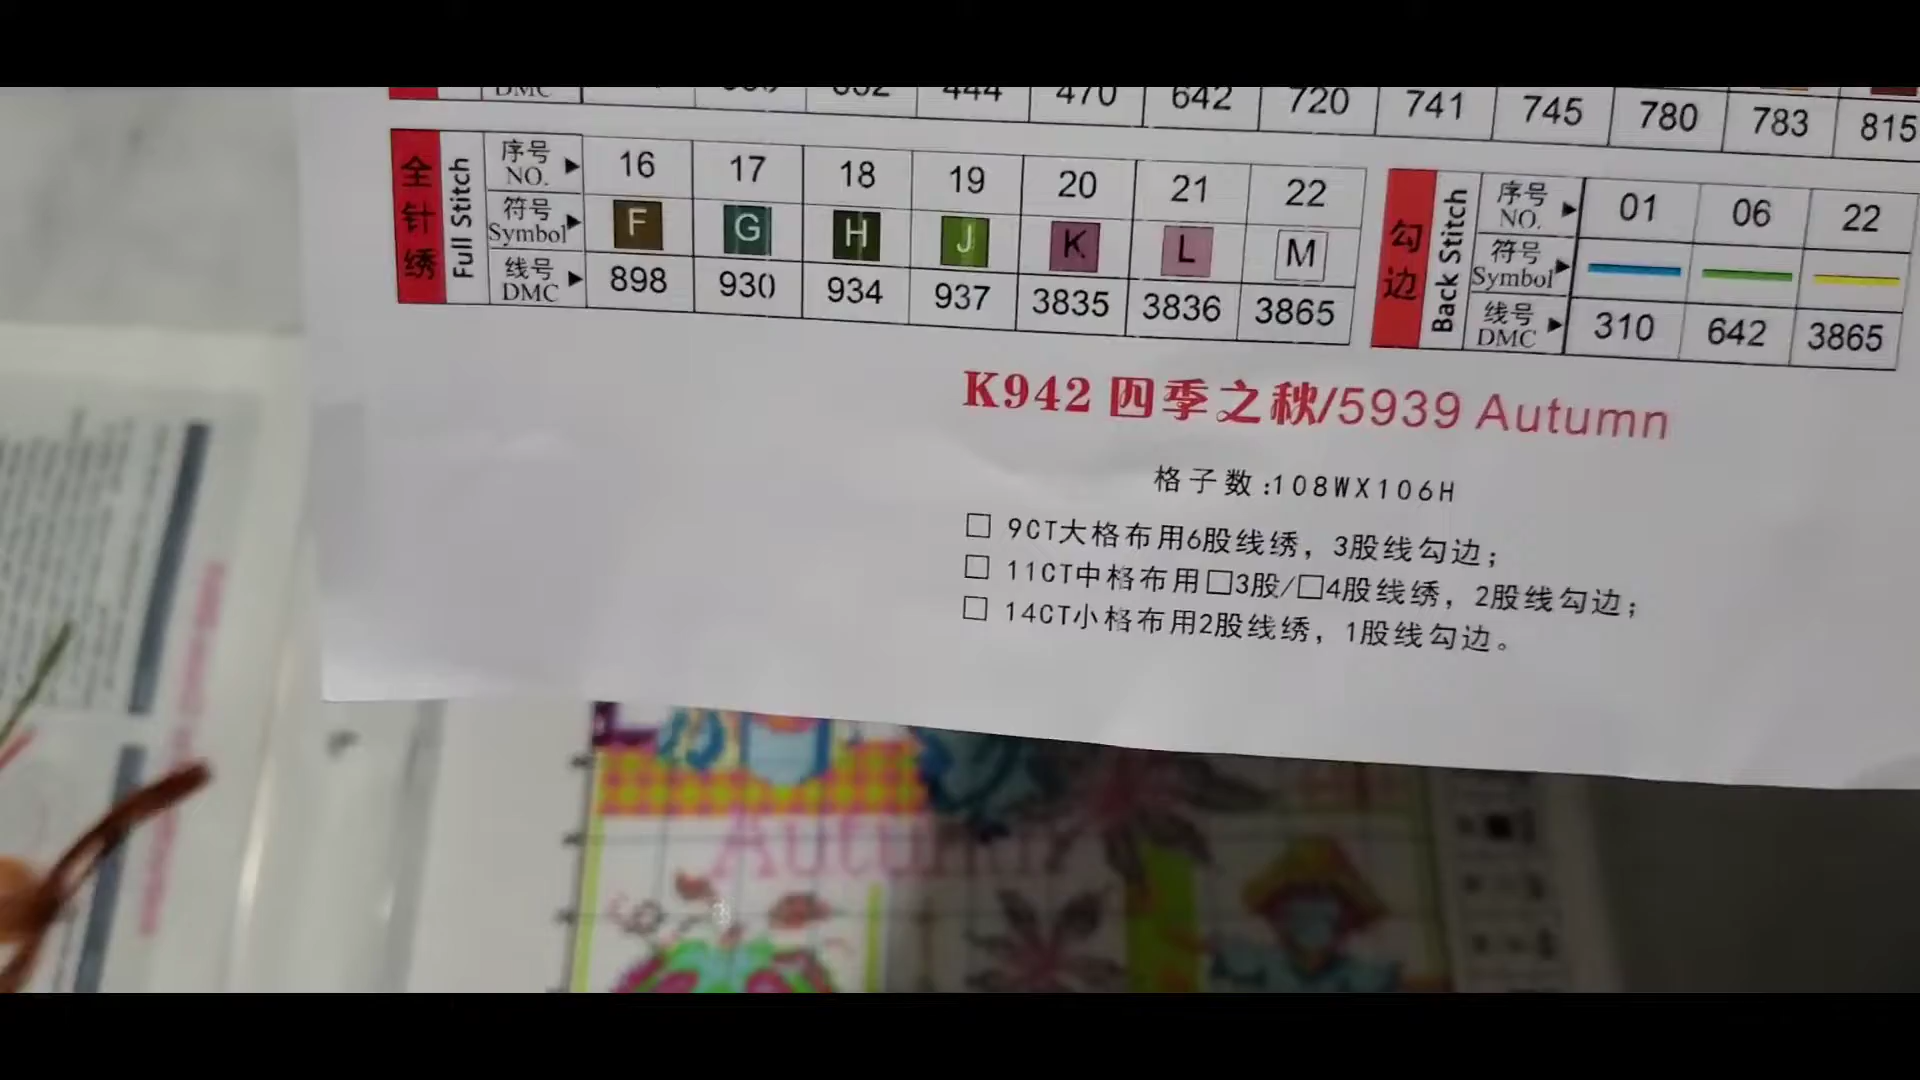 DMC 444 470 642 720 741 745 780 783 815
全针绣 Full Stitch
序号 NO. 16 17 18 19 20 21 22
符号 Symbol F G H J K L M
线号 DMC 898 930 934 937 3835 3836 3865
勾边 Back Stitch
序号 NO. 01 06 22
符号 Symbol
线号 DMC 310 642 3865
K942 四季之秋/5939 Autumn
格子数:108WX106H
□ 9CT大格布用6股线绣，3股线勾边；
□ 11CT中格布用□3股/□4股线绣，2股线勾边；
□ 14CT小格布用2股线绣，1股线勾边。
Autumn